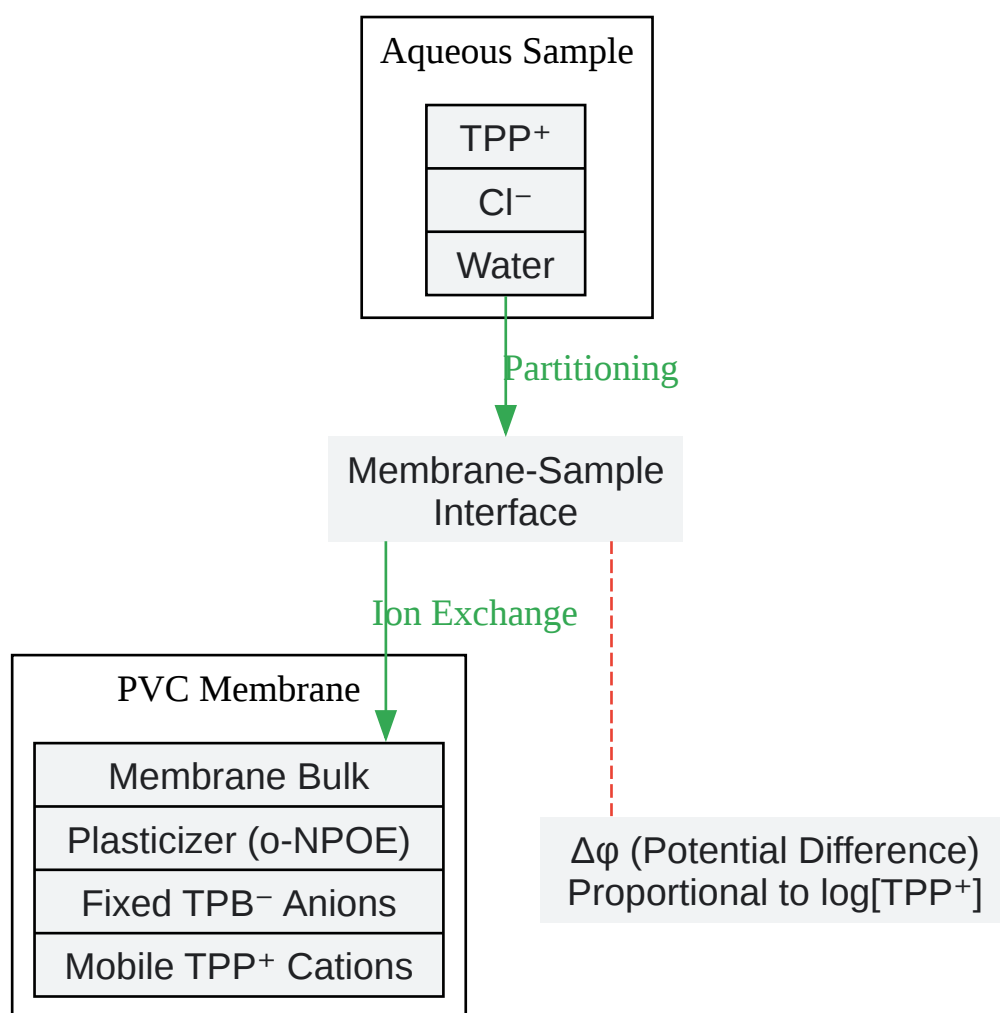 Aqueous Sample
TPP⁺
Cl⁻
Water
Partitioning
Membrane-Sample
Interface
Ion Exchange
PVC Membrane
Membrane Bulk
Plasticizer (o-NPOE)
Fixed TPB⁻ Anions
Mobile TPP⁺ Cations
Δφ (Potential Difference)
Proportional to log[TPP⁺]